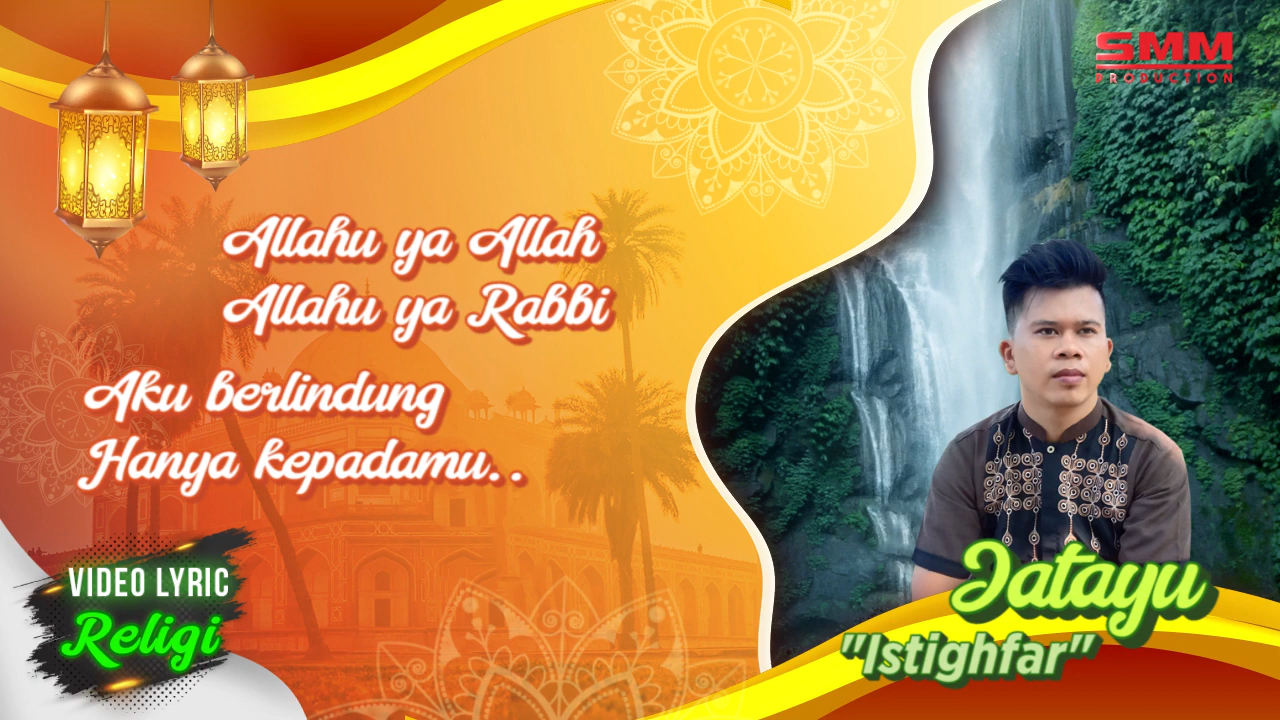 SMM
PRODUCTION
Allahu ya Allah
Allahu ya Rabbi
Aku berlindung
Hanya kepadamu..
VIDEO LYRIC
Religi
Jatayu
"Istighfar"